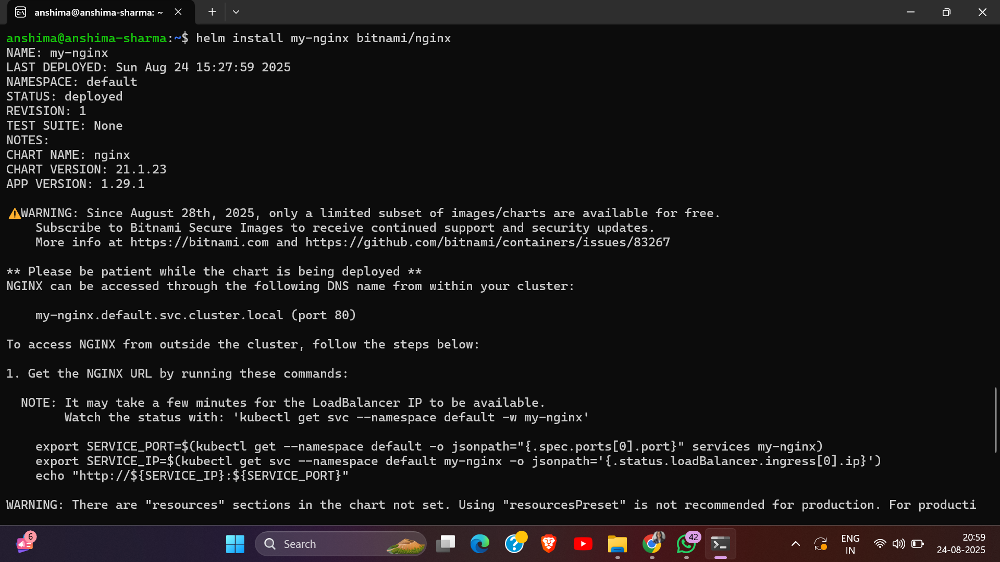 anshima@anshima-sharma: ~
anshima@anshima-sharma:~$ helm install my-nginx bitnami/nginx
NAME: my-nginx
LAST DEPLOYED: Sun Aug 24 15:27:59 2025
NAMESPACE: default
STATUS: deployed
REVISION: 1
TEST SUITE: None
NOTES:
CHART NAME: nginx
CHART VERSION: 21.1.23
APP VERSION: 1.29.1
⚠WARNING: Since August 28th, 2025, only a limited subset of images/charts are available for free.
Subscribe to Bitnami Secure Images to receive continued support and security updates.
More info at https://bitnami.com and https://github.com/bitnami/containers/issues/83267
** Please be patient while the chart is being deployed **
NGINX can be accessed through the following DNS name from within your cluster:
my-nginx.default.svc.cluster.local (port 80)
To access NGINX from outside the cluster, follow the steps below:
1. Get the NGINX URL by running these commands:
NOTE: It may take a few minutes for the LoadBalancer IP to be available.
Watch the status with: 'kubectl get svc --namespace default -w my-nginx'
export SERVICE_PORT=$(kubectl get --namespace default -o jsonpath="{.spec.ports[0].port}" services my-nginx)
export SERVICE_IP=$(kubectl get svc --namespace default my-nginx -o jsonpath='{.status.loadBalancer.ingress[0].ip}')
echo "http://${SERVICE_IP}:${SERVICE_PORT}"
WARNING: There are "resources" sections in the chart not set. Using "resourcesPreset" is not recommended for production. For producti
6
Search
42
ENG
IN
20:59
24-08-2025